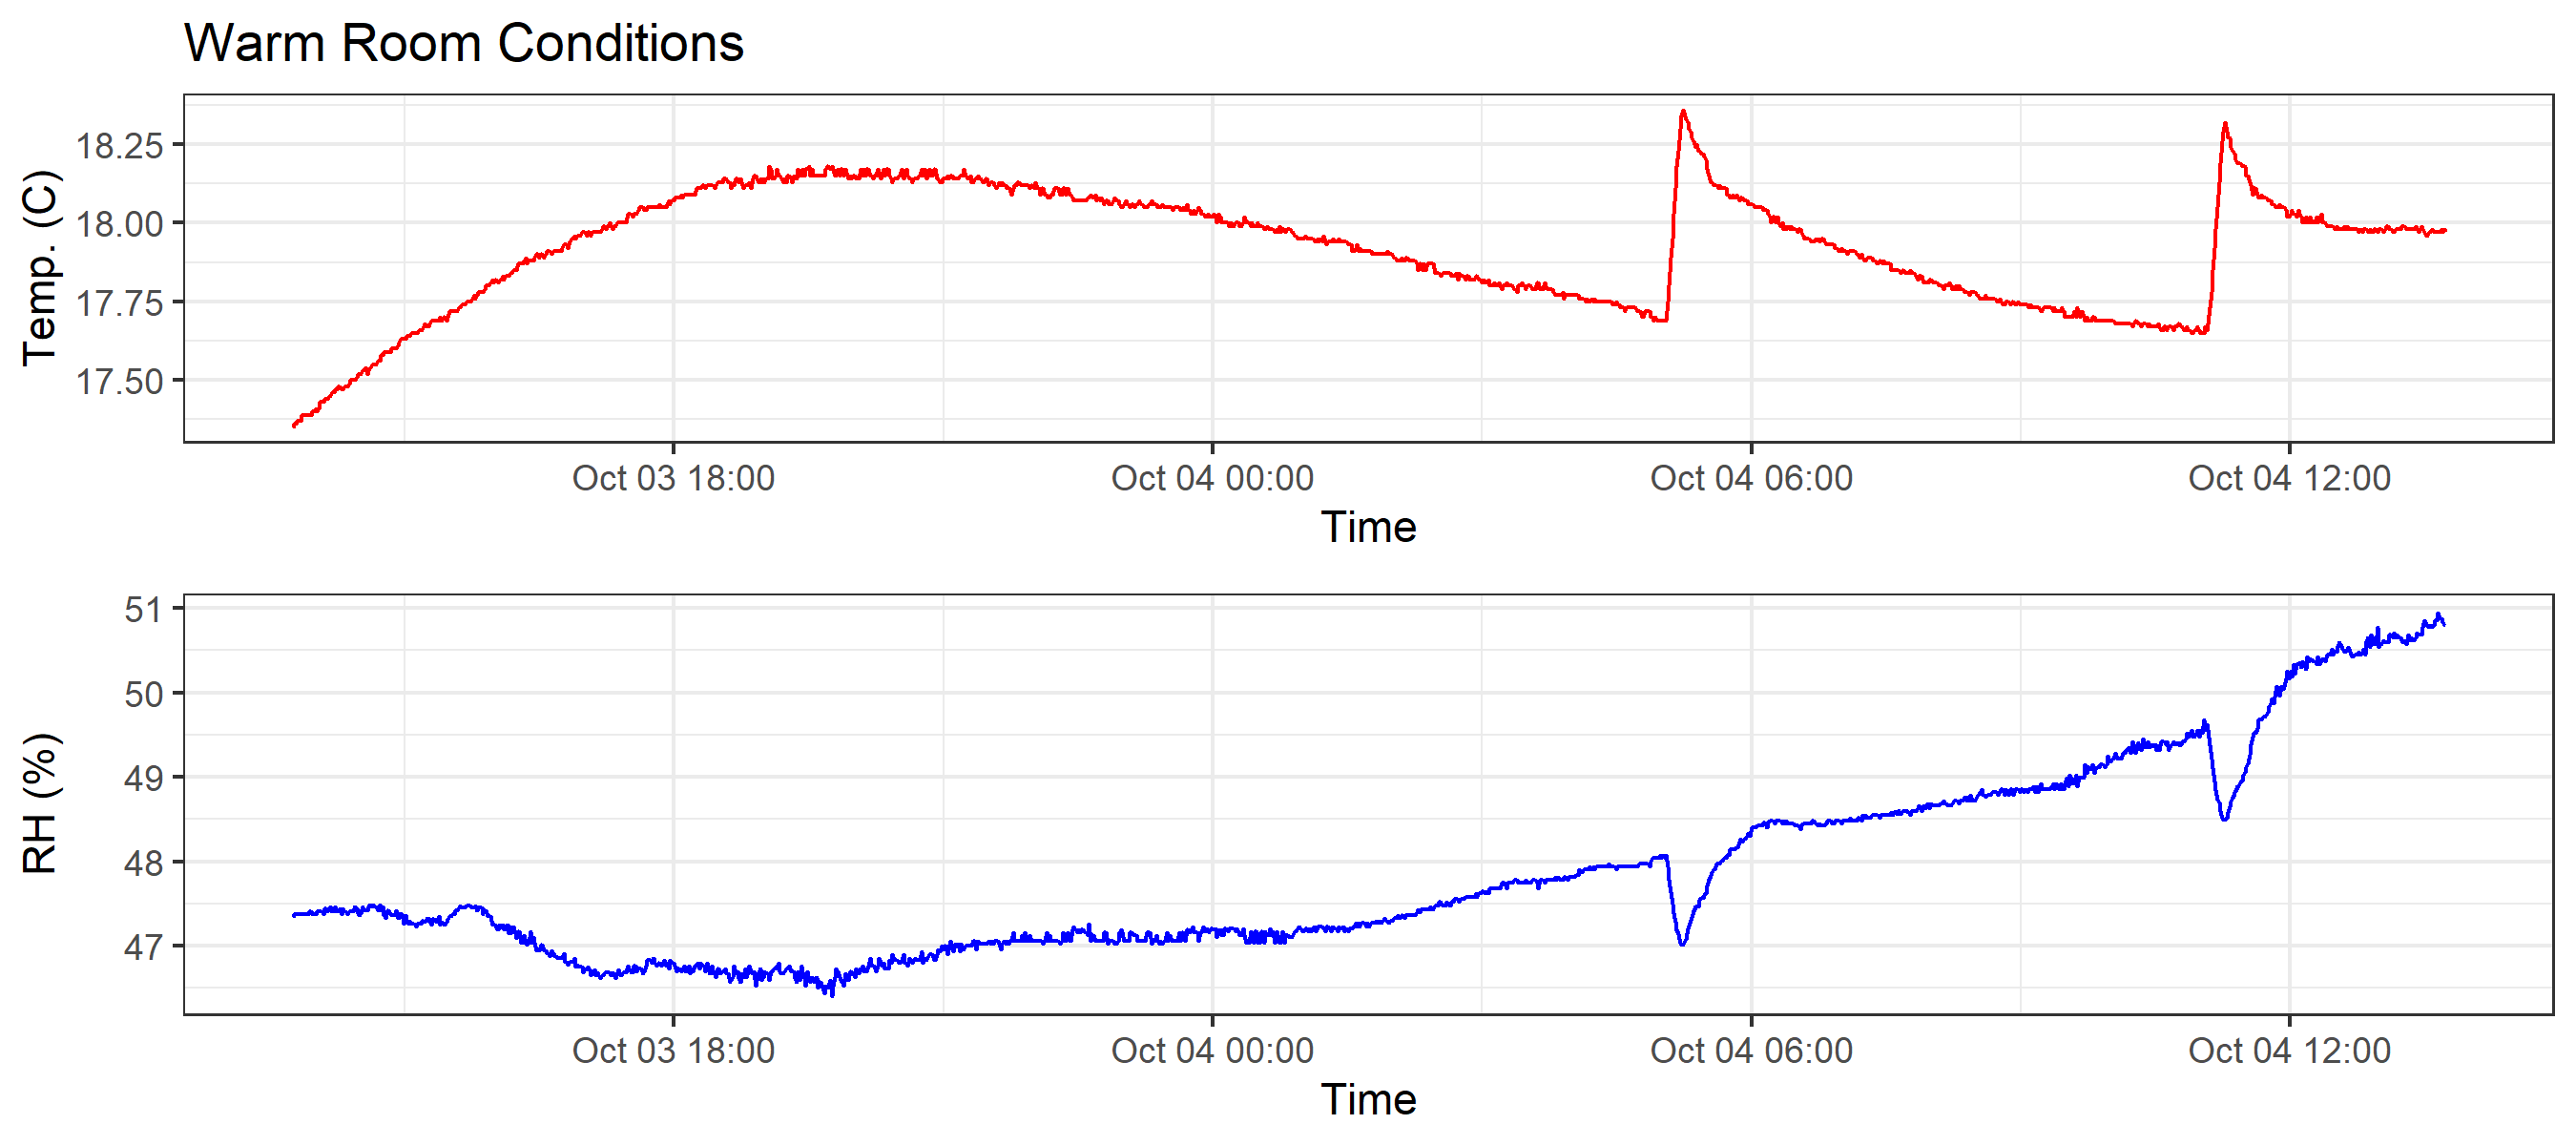 Warm Room Conditions
Temp. (C)
18.25
18.00
17.75
17.50
Oct 03 18:00 Oct 04 00:00 Oct 04 06:00 Oct 04 12:00
Time
RH (%)
51
50
49
48
47
Oct 03 18:00 Oct 04 00:00 Oct 04 06:00 Oct 04 12:00
Time